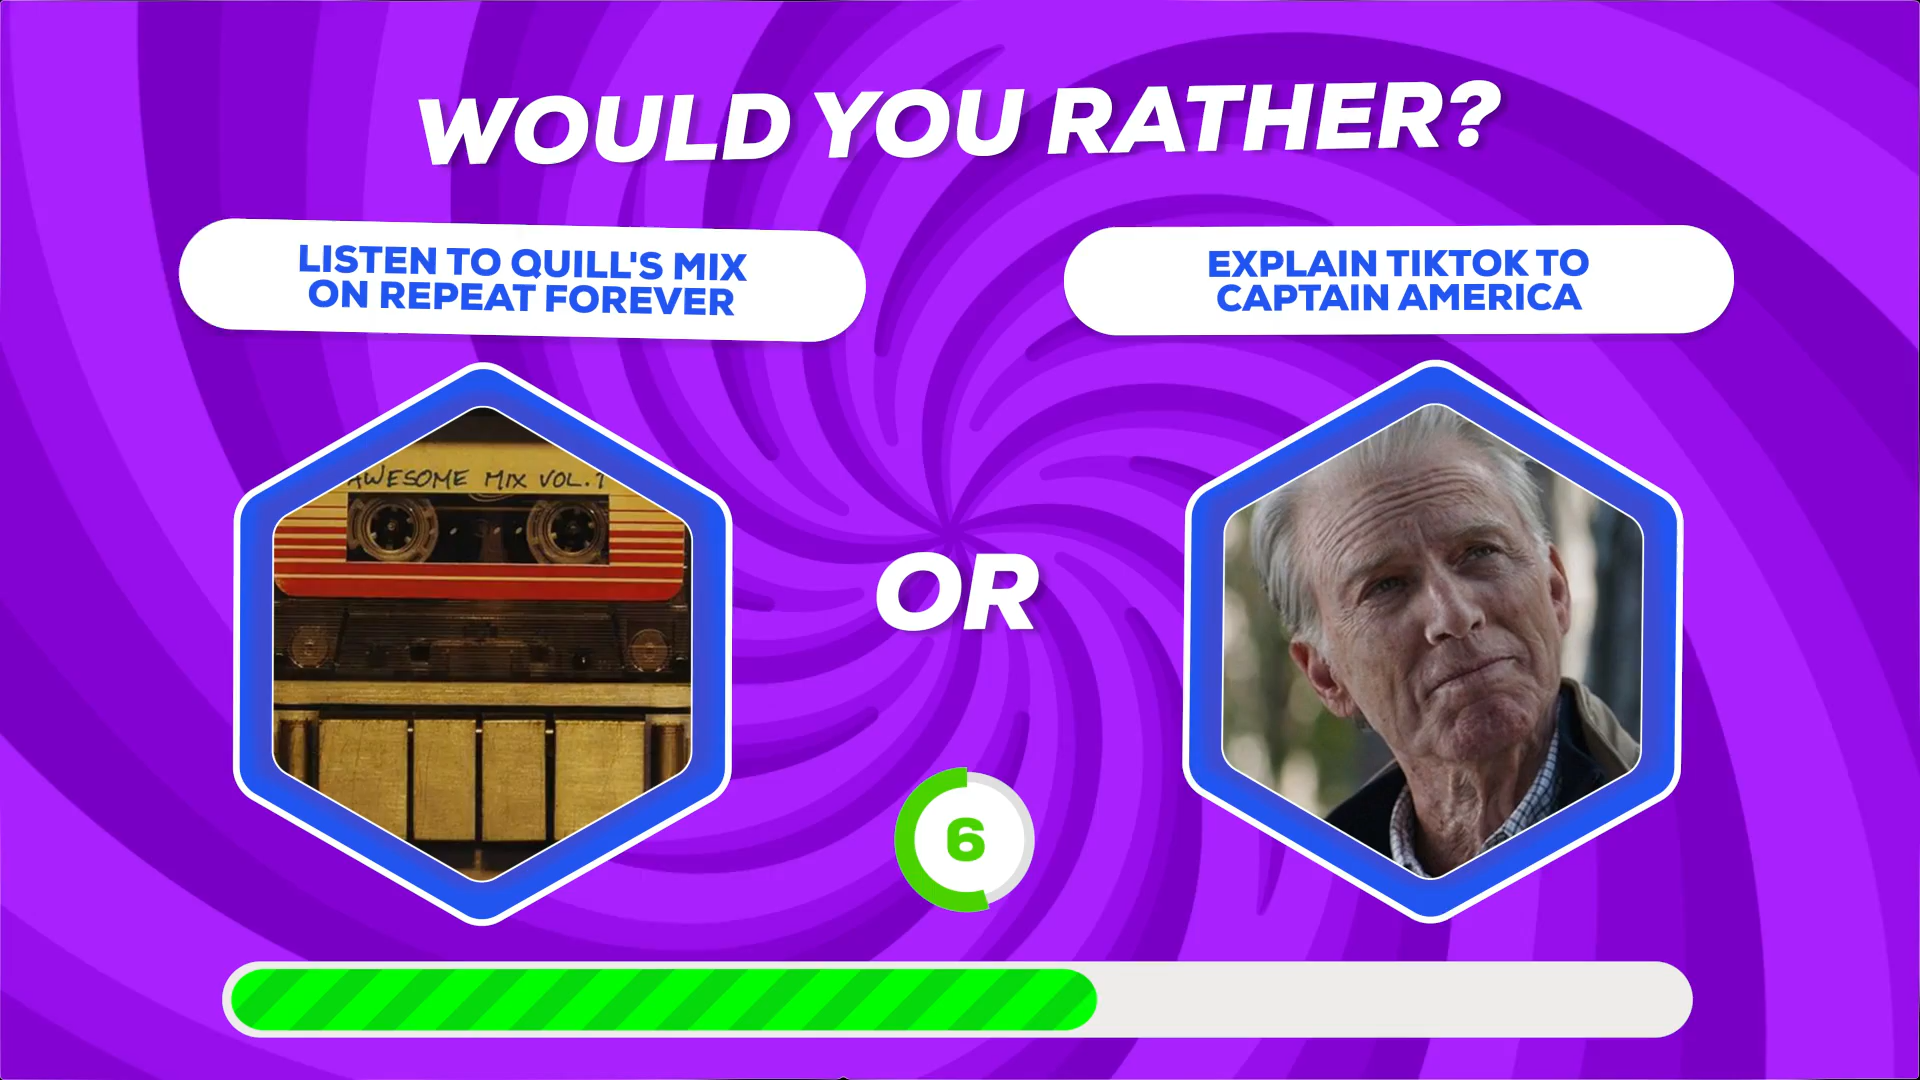 WOULD YOU RATHER?
LISTEN TO QUILL'S MIX
ON REPEAT FOREVER
EXPLAIN TIKTOK TO
CAPTAIN AMERICA
AWESOME MIX VOL.1
OR
6